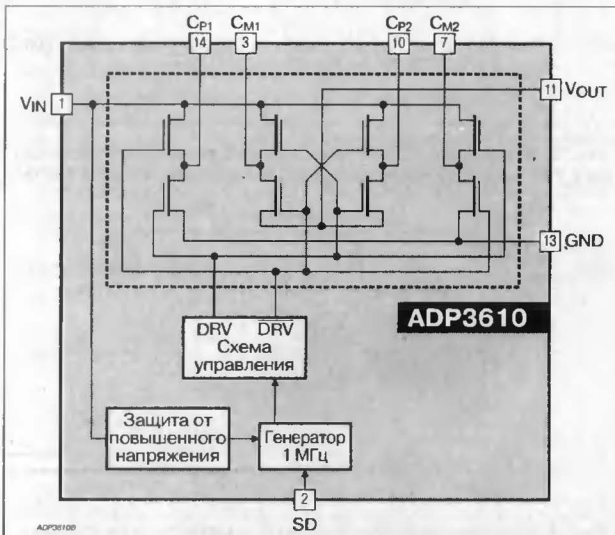 CP1 CM1 CP2 CM2
14 3 10 7
VIN 1
11 VOUT
13 GND
ADP3610
DRV DRV
Схема
управления
Защита от
повышенного
напряжения
Генератор
1 МГц
2
SD
ADP3610B